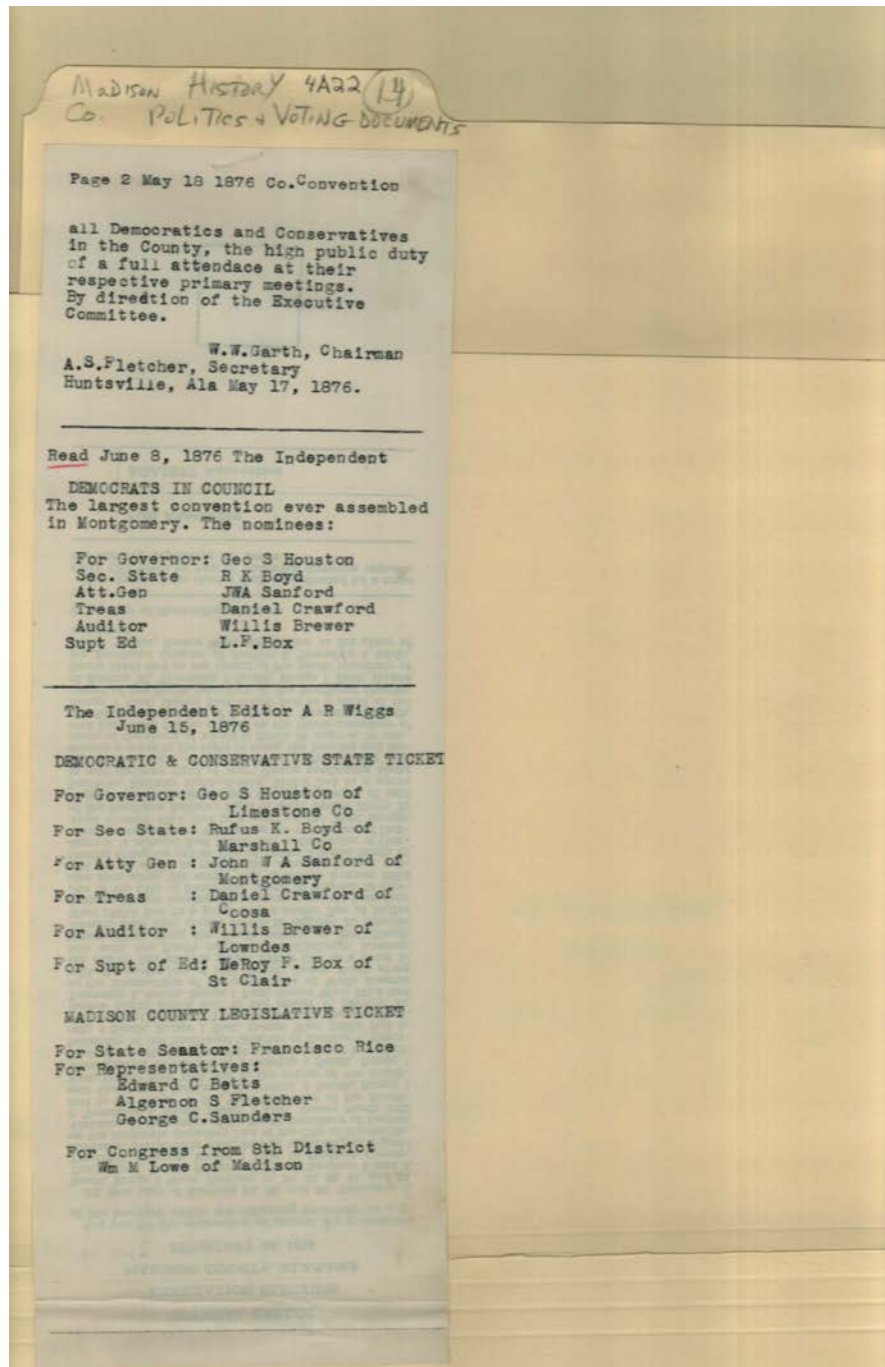 MADISON HISTORY 4A22 14
Co. POLITICS + VOTING DOCUMENTS
Page 2 May 18 1876 Co.Convention
all Democratics and Conservatives
in the County, the high public duty
of a full attendace at their
respective primary meetings.
By diredtion of the Executive
Committee.
W.W.Garth, Chairman
A.S.Fletcher, Secretary
Huntsville, Ala May 17, 1876.
Read June 8, 1876 The Independent
DEMOCRATS IN COUNCIL
The largest convention ever assembled
in Montgomery. The nominees:
For Governor: Geo S Houston
Sec. State R K Boyd
Att.Gen JWA Sanford
Treas Daniel Crawford
Auditor Willis Brewer
Supt Ed L.F.Box
The Independent Editor A R Wiggs
June 15, 1876
DEMOCRATIC & CONSERVATIVE STATE TICKET
For Governor: Geo S Houston of
Limestone Co
For Sec State: Rufus K. Boyd of
Marshall Co
For Atty Gen : John W A Sanford of
Montgomery
For Treas : Daniel Crawford of
Coosa
For Auditor : Willis Brewer of
Lowndes
For Supt of Ed: LeRoy F. Box of
St Clair
MADISON COUNTY LEGISLATIVE TICKET
For State Senator: Francisco Rice
For Representatives:
Edward C Betts
Algernon S Fletcher
George C.Saunders
For Congress from 8th District
Wm M Lowe of Madison